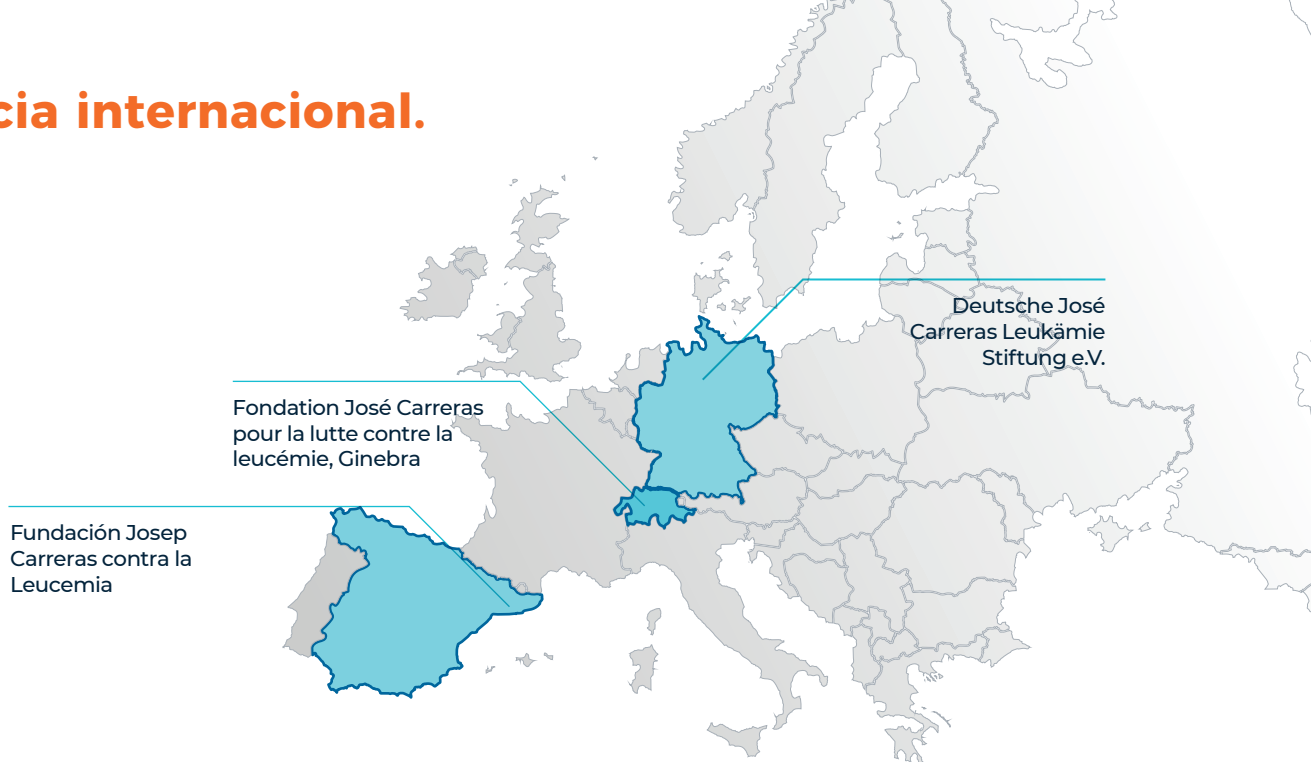 cia internacional.
Deutsche José
Carreras Leukämie
Stiftung e.V.
Fondation José Carreras
pour la lutte contre la
leucémie, Ginebra
Fundación Josep
Carreras contra la
Leucemia